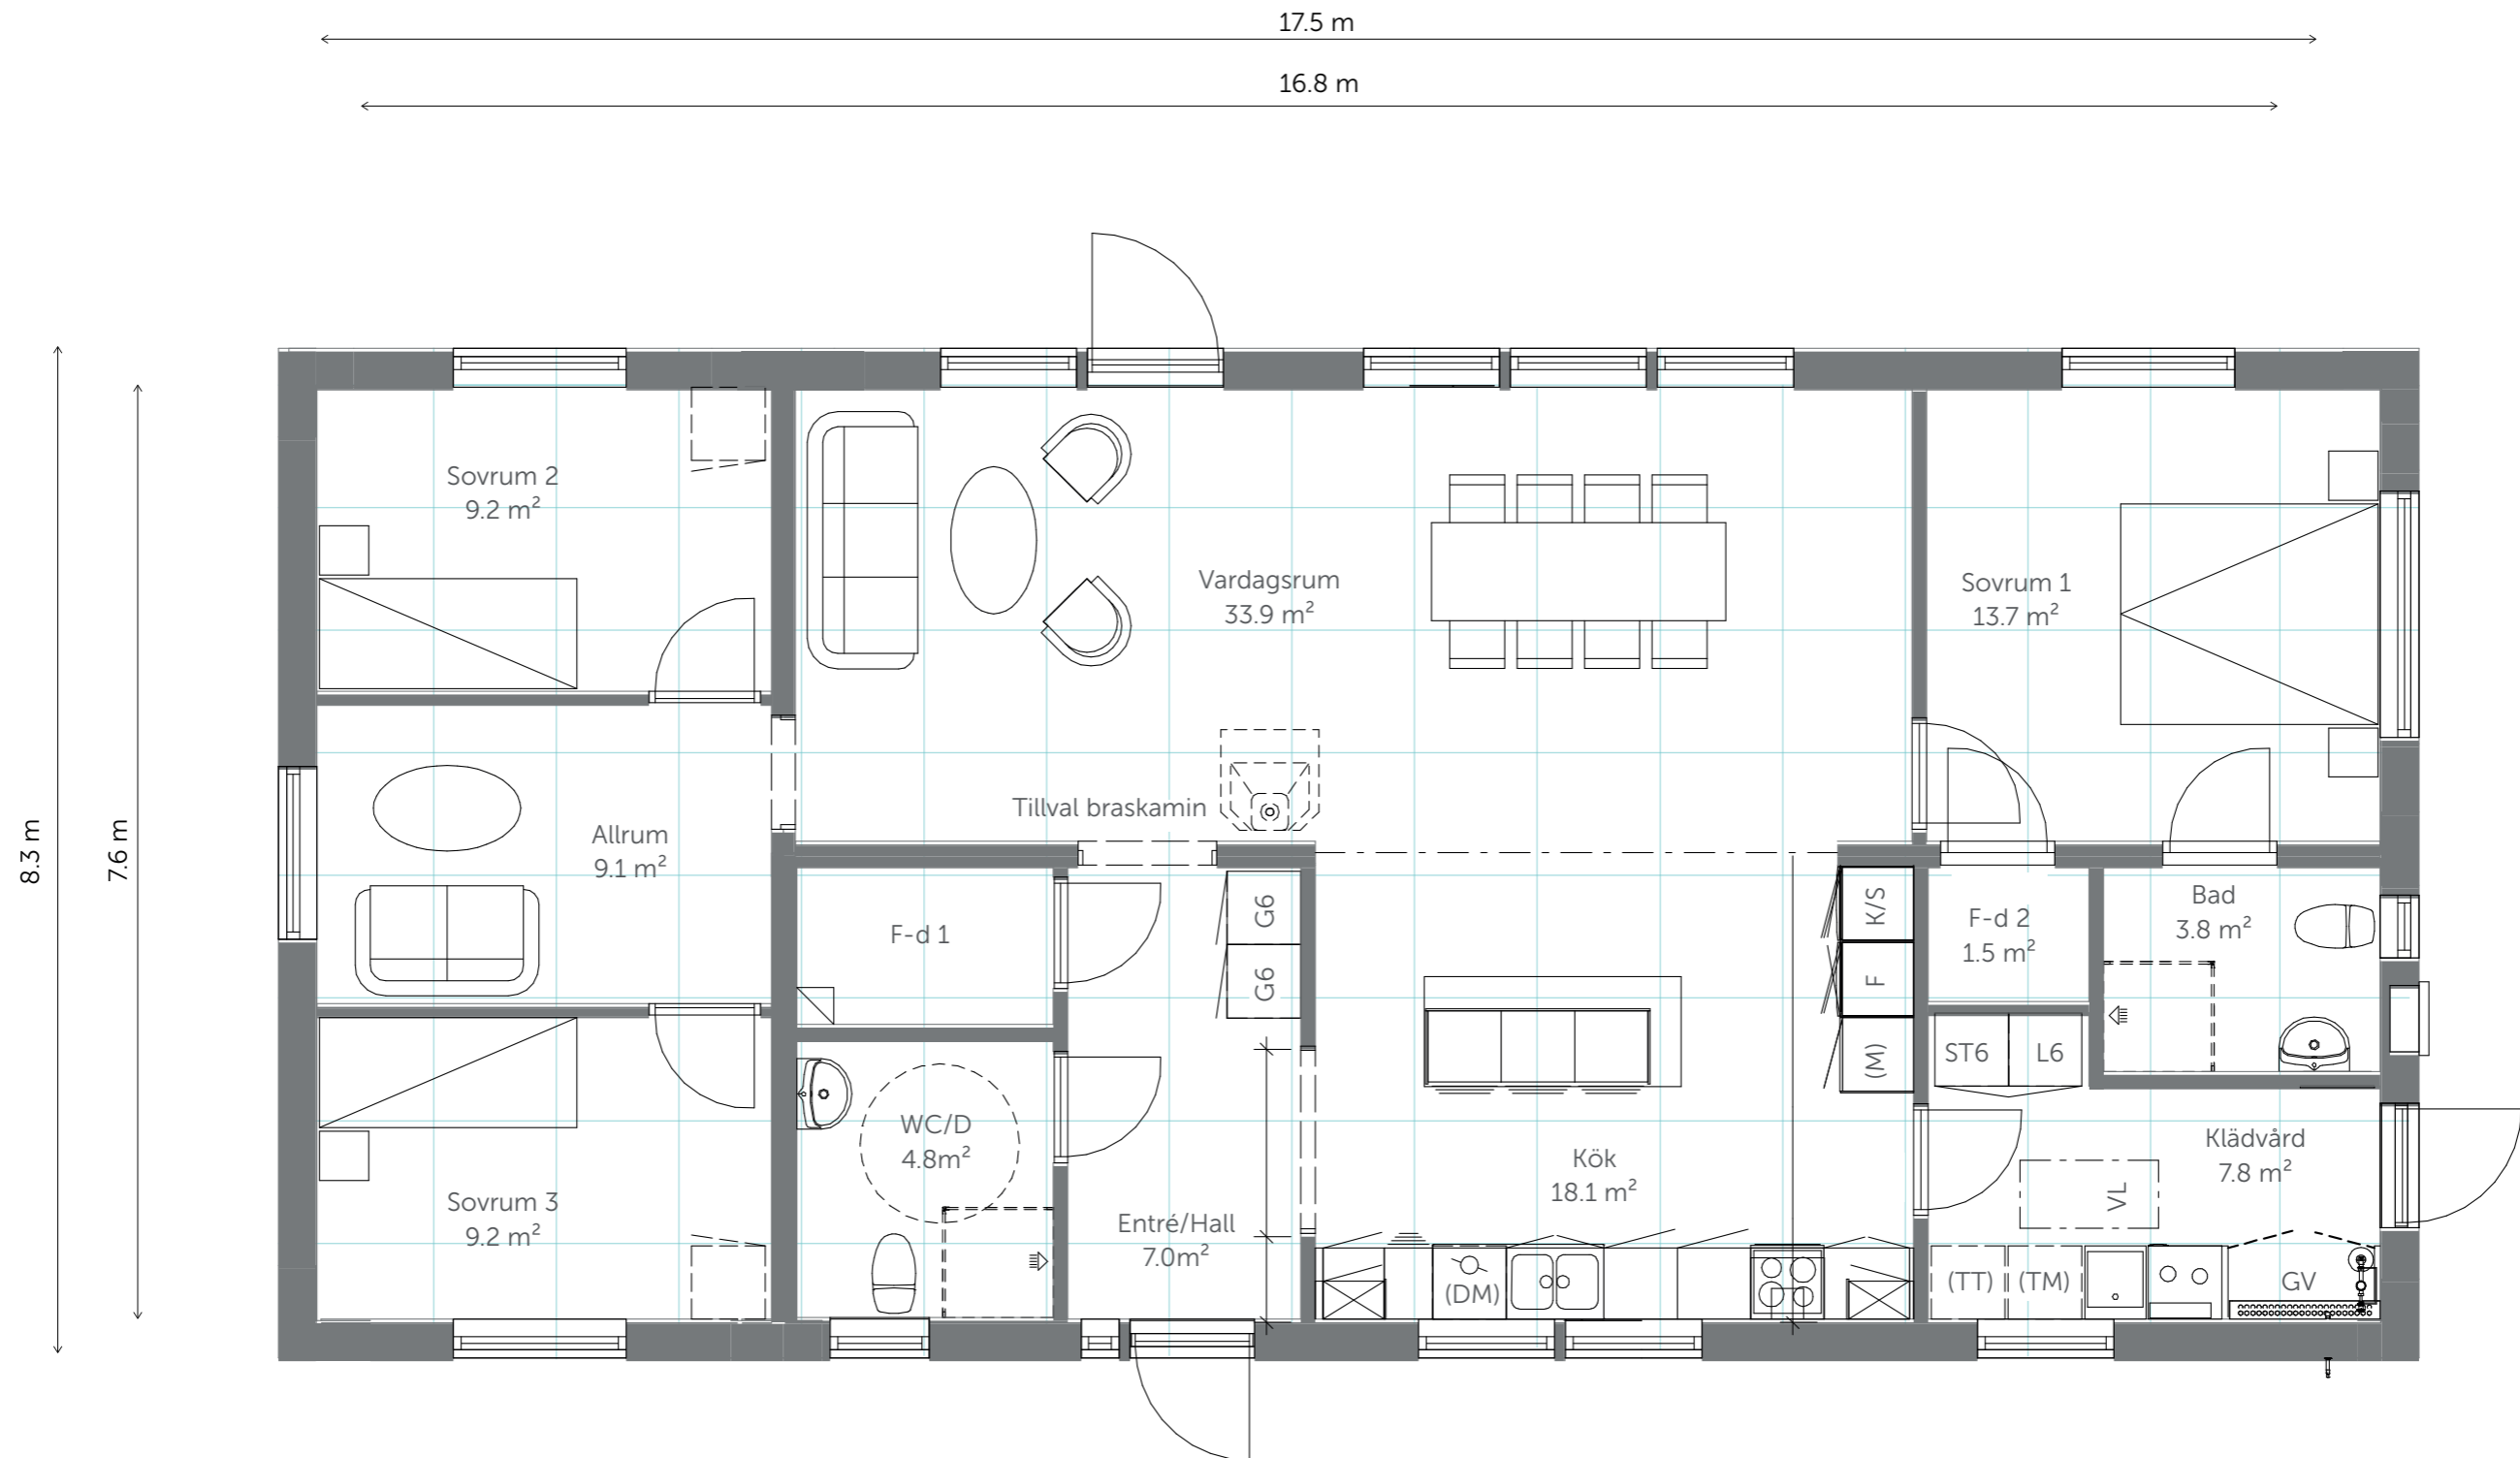 17.5 m
16.8 m
8.3 m
7.6 m
Sovrum 2
9.2 m²
Vardagsrum
33.9 m²
Sovrum 1
13.7 m²
Tillval braskamin
Allrum
9.1 m²
F-d 1
G6
G6
K/S
F
(M)
F-d 2
1.5 m²
Bad
3.8 m²
ST6
L6
WC/D
4.8m²
Sovrum 3
9.2 m²
Entré/Hall
7.0m²
Kök
18.1 m²
Klädvård
7.8 m²
VL
(DM)
(TT)
(TM)
GV